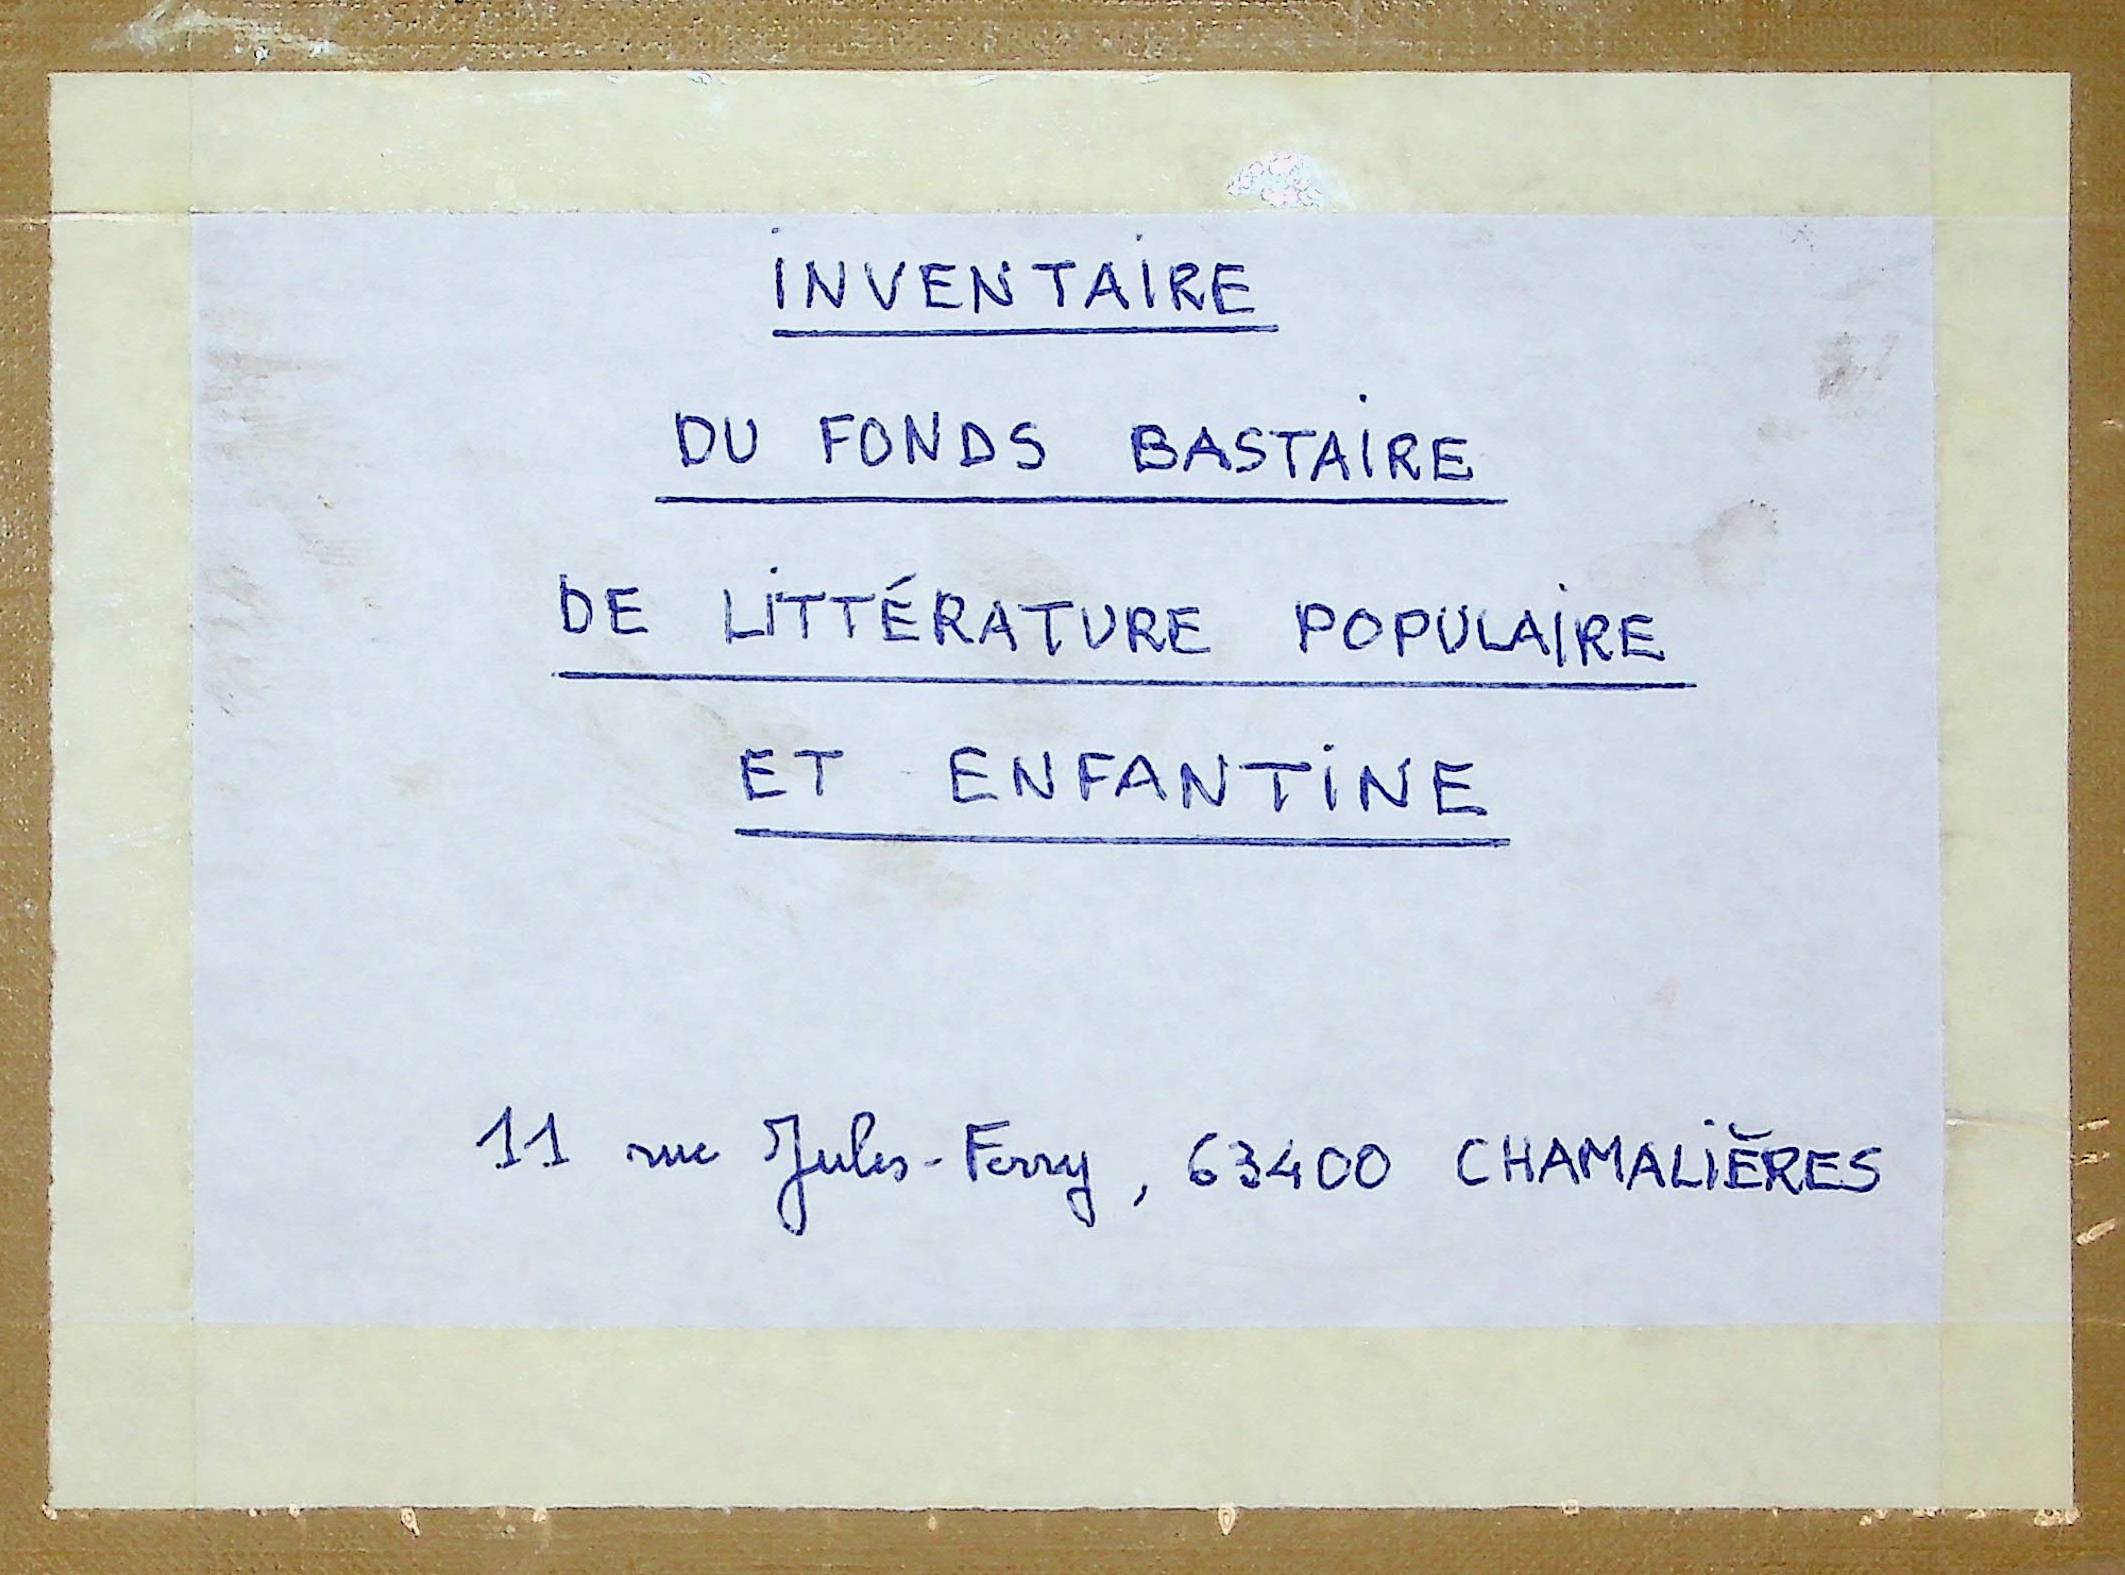 INVENTAIRE
DU FONDS BASTAIRE
DE LITTÉRATURE POPULAIRE
ET ENFANTINE
11 rue Jules-Ferry, 63400 CHAMALIÈRES